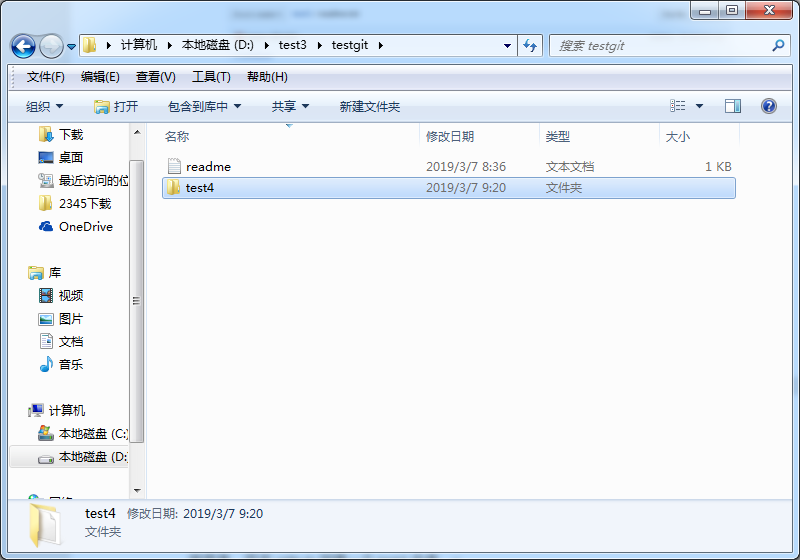 计算机 本地磁盘 (D:) test3 testgit
搜索 testgit
文件(F) 编辑(E) 查看(V) 工具(T) 帮助(H)
组织 打开 包含到库中 共享 新建文件夹
名称 修改日期 类型 大小
readme 2019/3/7 8:36 文本文档 1 KB
test4 2019/3/7 9:20 文件夹
下载
桌面
最近访问的位
2345下载
OneDrive
库
视频
图片
文档
音乐
计算机
本地磁盘 (C:)
本地磁盘 (D:
网络
test4 修改日期: 2019/3/7 9:20
文件夹